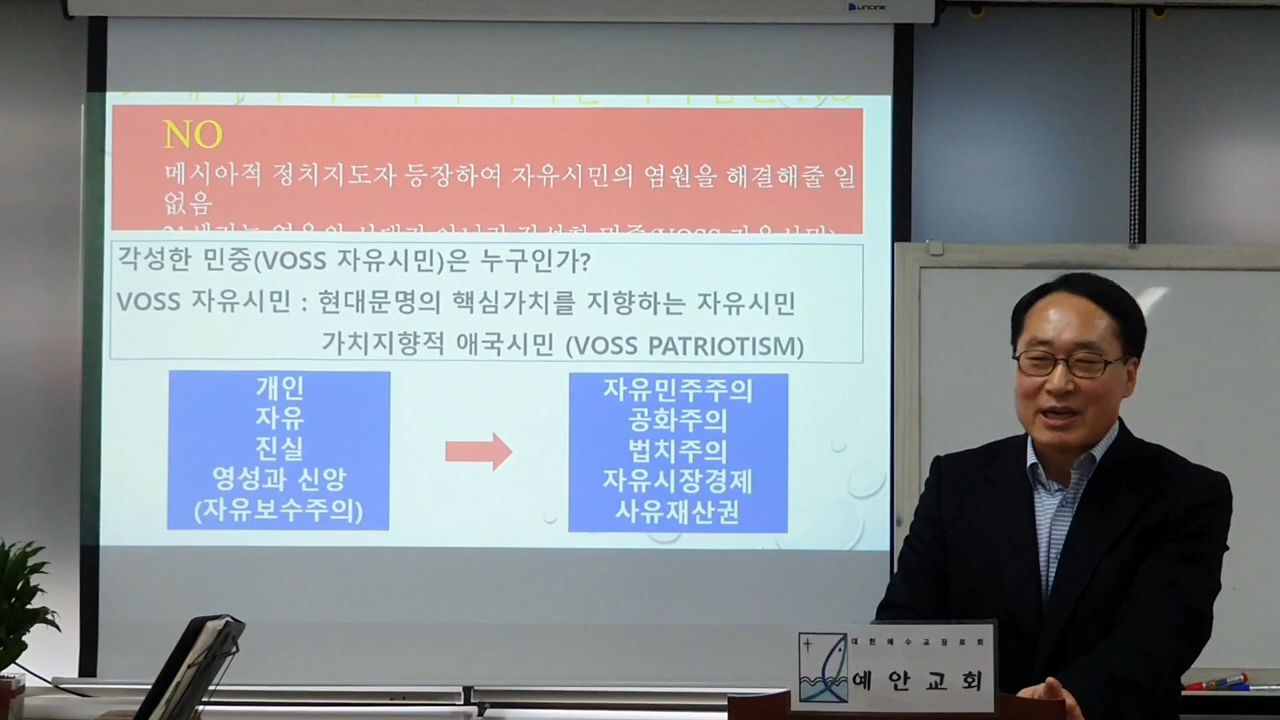 UNCINE
NO
메시아적 정치지도자 등장하여 자유시민의 염원을 해결해줄 일
없음
각성한 민중(VOSS 자유시민)은 누구인가?
VOSS 자유시민 : 현대문명의 핵심가치를 지향하는 자유시민
가치지향적 애국시민 (VOSS PATRIOTISM)
개인
자유
진실
영성과 신앙
(자유보수주의)
자유민주주의
공화주의
법치주의
자유시장경제
사유재산권
대한예수교장로회
예안교회